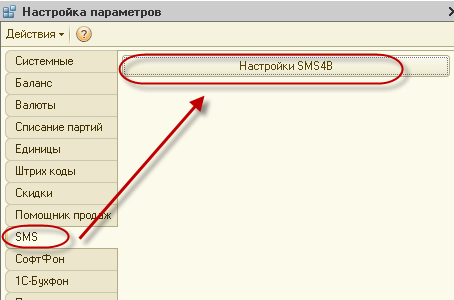 Настройка параметров
Действия
Системные
Настройки SMS4B
Баланс
Валюты
Списание партий
Единицы
Штрих коды
Скидки
Помощник продаж
SMS
СофтФон
1С-Бухфон